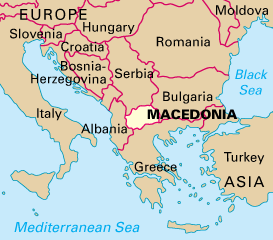 EUROPE
Moldova
Slovenia
Hungary
Romania
Croatia
Bosnia-
Herzegovina
Serbia
Black
Sea
Bulgaria
Italy
MACEDONIA
Albania
Greece
Turkey
ASIA
Mediterranean Sea